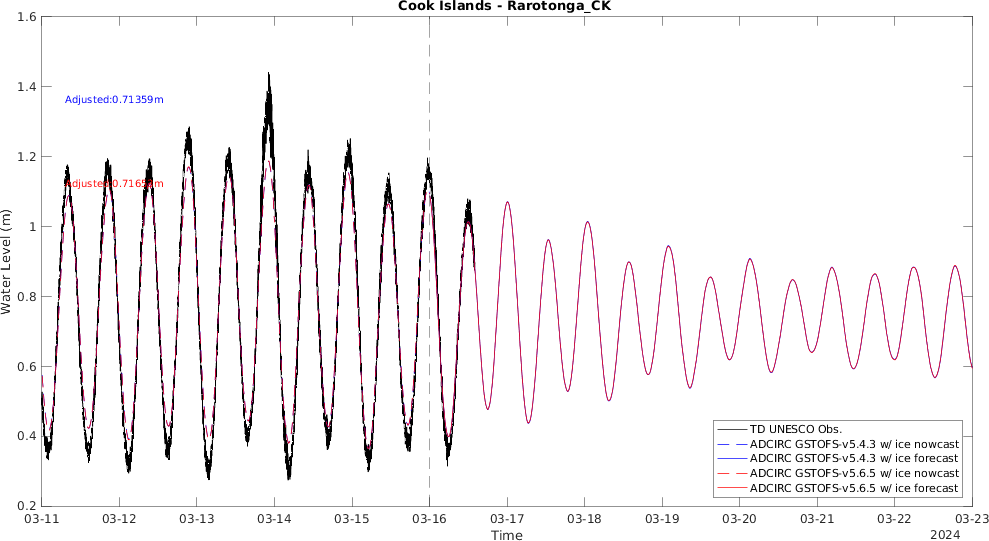 Cook Islands - Rarotonga_CK
1.6
1.4
1.2
1
0.8
0.6
0.4
0.2
Water Level (m)
Adjusted:0.71359m
TD UNESCO Obs.
ADCIRC GSTOFS-v5.4.3 w/ ice nowcast
ADCIRC GSTOFS-v5.4.3 w/ ice forecast
ADCIRC GSTOFS-v5.6.5 w/ ice nowcast
ADCIRC GSTOFS-v5.6.5 w/ ice forecast
03-11 03-12 03-13 03-14 03-15 03-16 03-17 03-18 03-19 03-20 03-21 03-22 03-23
Time
2024